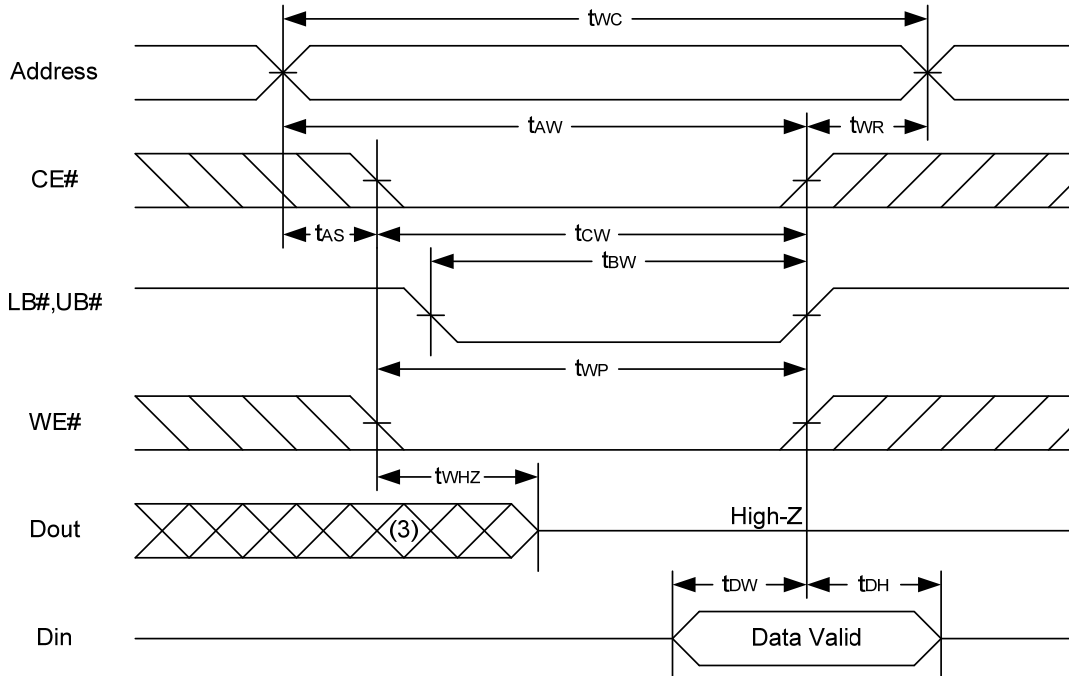 tWC
Address
tAW
tWR
CE#
tAS
tCW
tBW
LB#,UB#
tWP
WE#
tWHZ
Dout
(3)
High-Z
tDW
tDH
Din
Data Valid